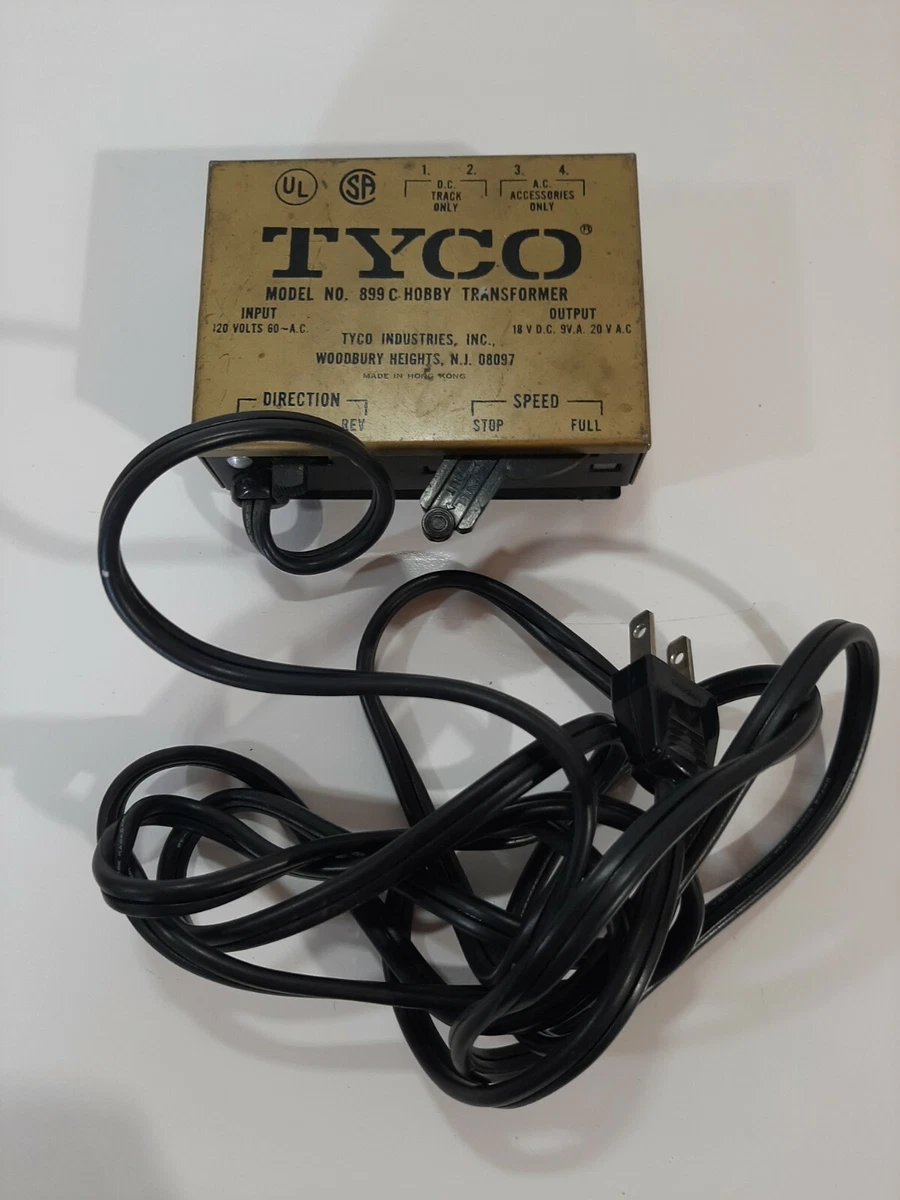 UL SA 1. 2. 3. 4.
D.C. A.C.
TRACK ACCESSORIES
ONLY ONLY
TYCO®
MODEL NO. 899 C HOBBY TRANSFORMER
INPUT OUTPUT
120 VOLTS 60~A.C. 18 V D.C. 9V.A. 20 V A.C
TYCO INDUSTRIES, INC.,
WOODBURY HEIGHTS, N.J. 08097
MADE IN HONG KONG
DIRECTION SPEED
REV STOP FULL